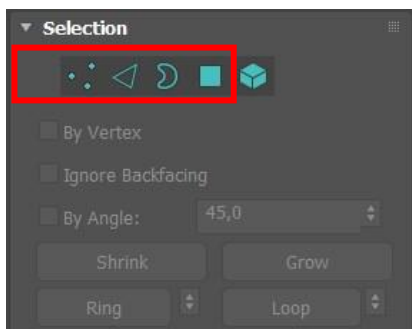 Selection
By Vertex
Ignore Backfacing
By Angle: 45,0
Shrink Grow
Ring Loop